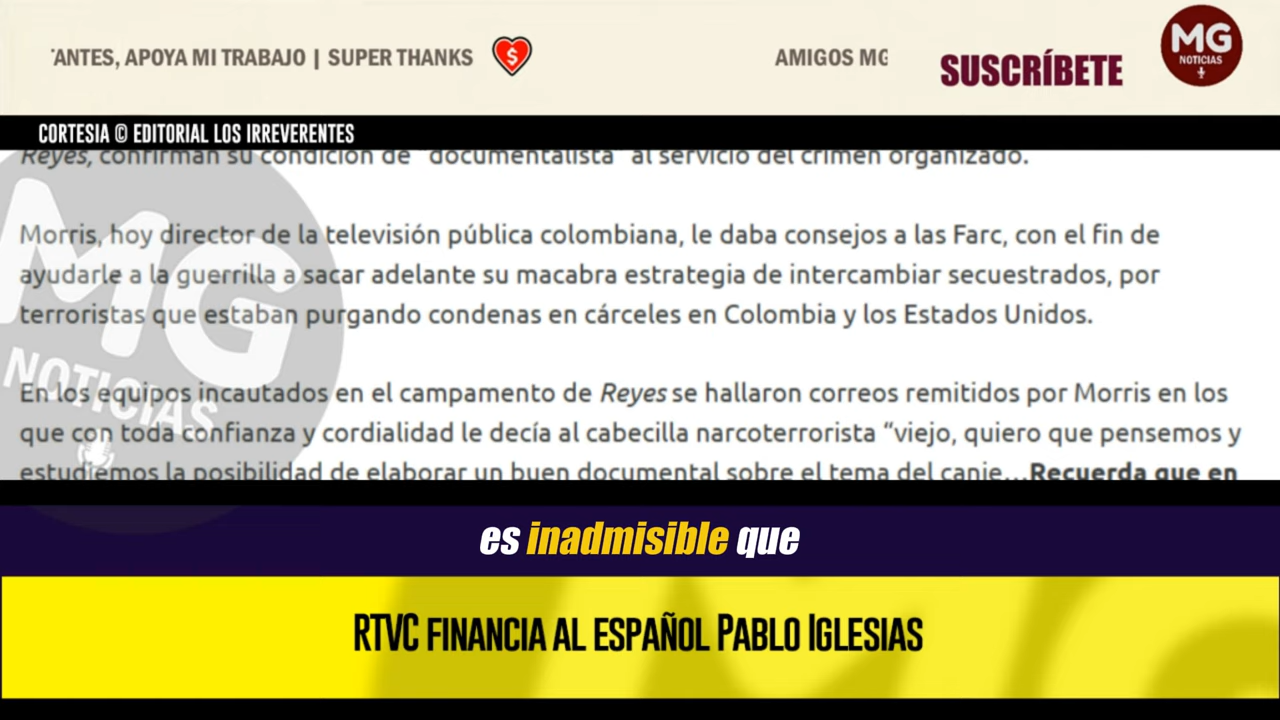 'ANTES, APOYA MI TRABAJO | SUPER THANKS
AMIGOS MG
SUSCRÍBETE
MG
NOTICIAS
CORTESIA © EDITORIAL LOS IRREVERENTES
Reyes, confirman su condición de "documentalista" al servicio del crimen organizado.
Morris, hoy director de la televisión pública colombiana, le daba consejos a las Farc, con el fin de
ayudarle a la guerrilla a sacar adelante su macabra estrategia de intercambiar secuestrados, por
terroristas que estaban purgando condenas en cárceles en Colombia y los Estados Unidos.
En los equipos incautados en el campamento de Reyes se hallaron correos remitidos por Morris en los
que con toda confianza y cordialidad le decía al cabecilla narcoterrorista “viejo, quiero que pensemos y
estudiemos la posibilidad de elaborar un buen documental sobre el tema del canje...Recuerda que en
MG
NOTICIAS
es inadmisible que
RTVC FINANCIA AL ESPAÑOL PABLO IGLESIAS